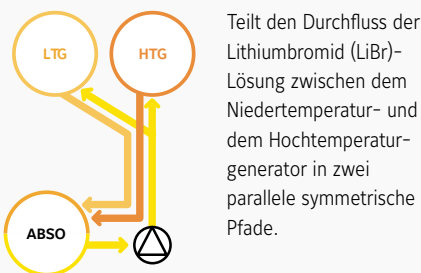 LTG
HTG
ABSO
Teilt den Durchfluss der
Lithiumbromid (LiBr)-
Lösung zwischen dem
Niedertemperatur- und
dem Hochtemperatur-
generator in zwei
parallele symmetrische
Pfade.